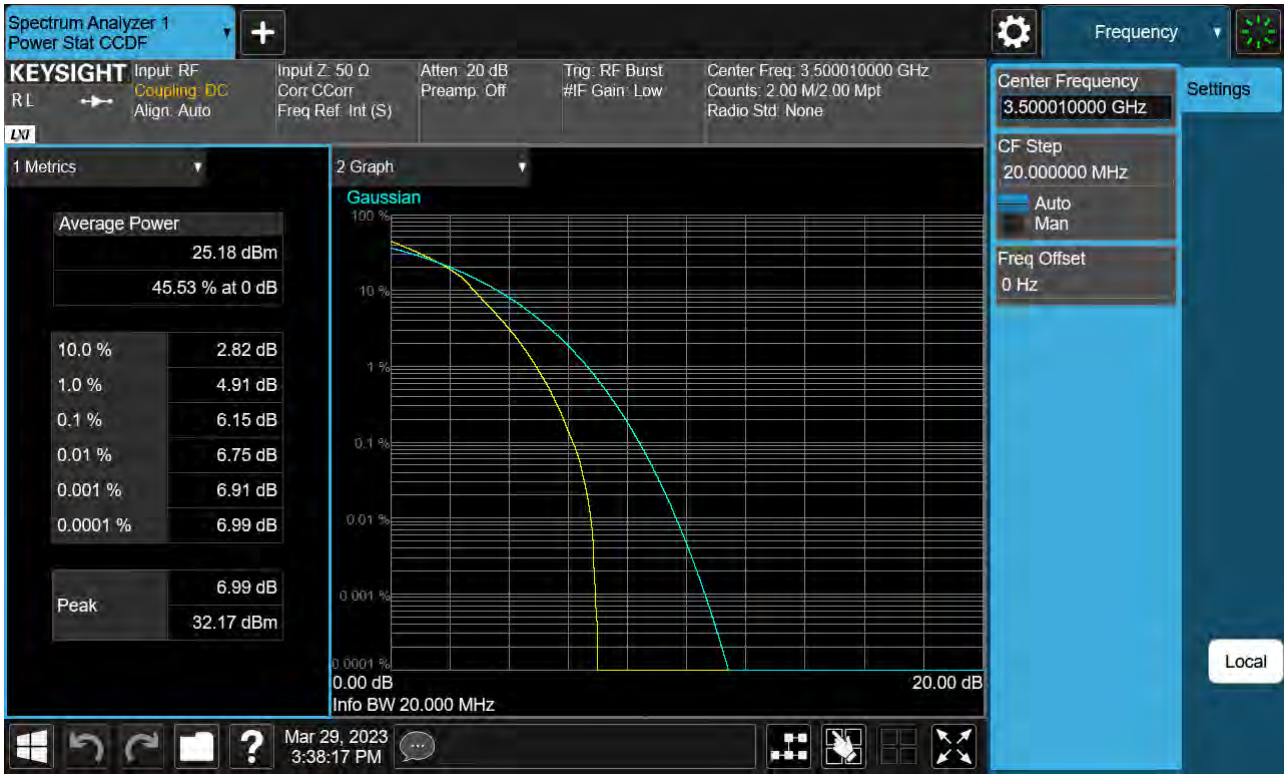 Spectrum Analyzer 1
Power Stat CCDF
+
Frequency
KEYSIGHT
RL
LXI
Input: RF
Coupling: DC
Align: Auto
Input Z: 50 Ω
Corr CCorr
Freq Ref: Int (S)
Atten: 20 dB
Preamp: Off
Trig: RF Burst
#IF Gain: Low
Center Freq: 3.500010000 GHz
Counts: 2.00 M/2.00 Mpt
Radio Std: None
1 Metrics
Average Power
25.18 dBm
45.53 % at 0 dB
10.0 % 2.82 dB
1.0 % 4.91 dB
0.1 % 6.15 dB
0.01 % 6.75 dB
0.001 % 6.91 dB
0.0001 % 6.99 dB
Peak
6.99 dB
32.17 dBm
2 Graph
Gaussian
100 %
10 %
1 %
0.1 %
0.01 %
0.001 %
0.0001 %
0.00 dB 20.00 dB
Info BW 20.000 MHz
Center Frequency
3.500010000 GHz
CF Step
20.000000 MHz
Auto
Man
Freq Offset
0 Hz
Settings
Local
?
Mar 29, 2023
3:38:17 PM